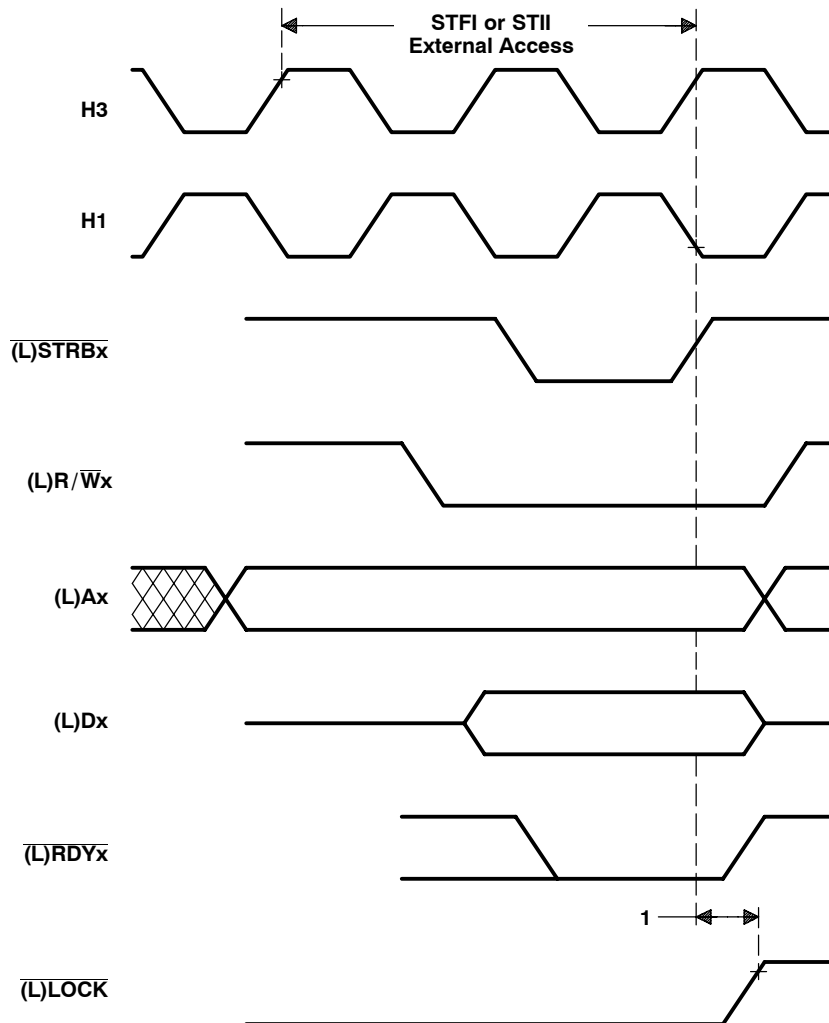 STFI or STII
External Access
H3
H1
(L)STRBx
(L)R/Wx
(L)Ax
(L)Dx
(L)RDYx
1
(L)LOCK